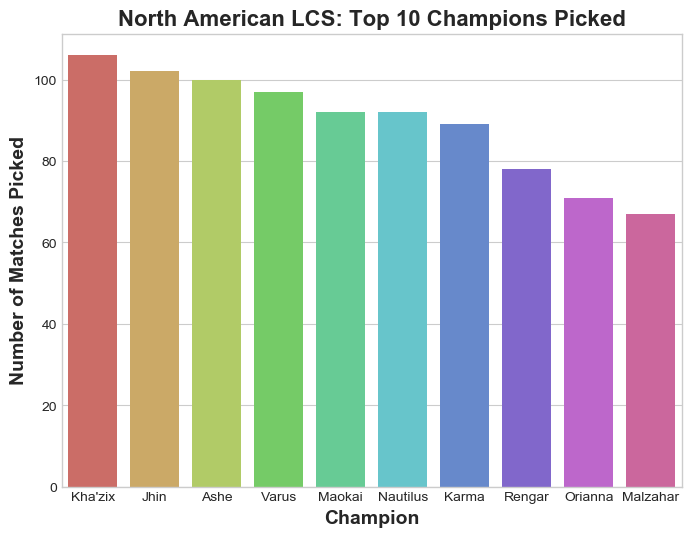 North American LCS: Top 10 Champions Picked
Number of Matches Picked
100
80
60
40
20
0
Kha'zix Jhin Ashe Varus Maokai Nautilus Karma Rengar Orianna Malzahar
Champion